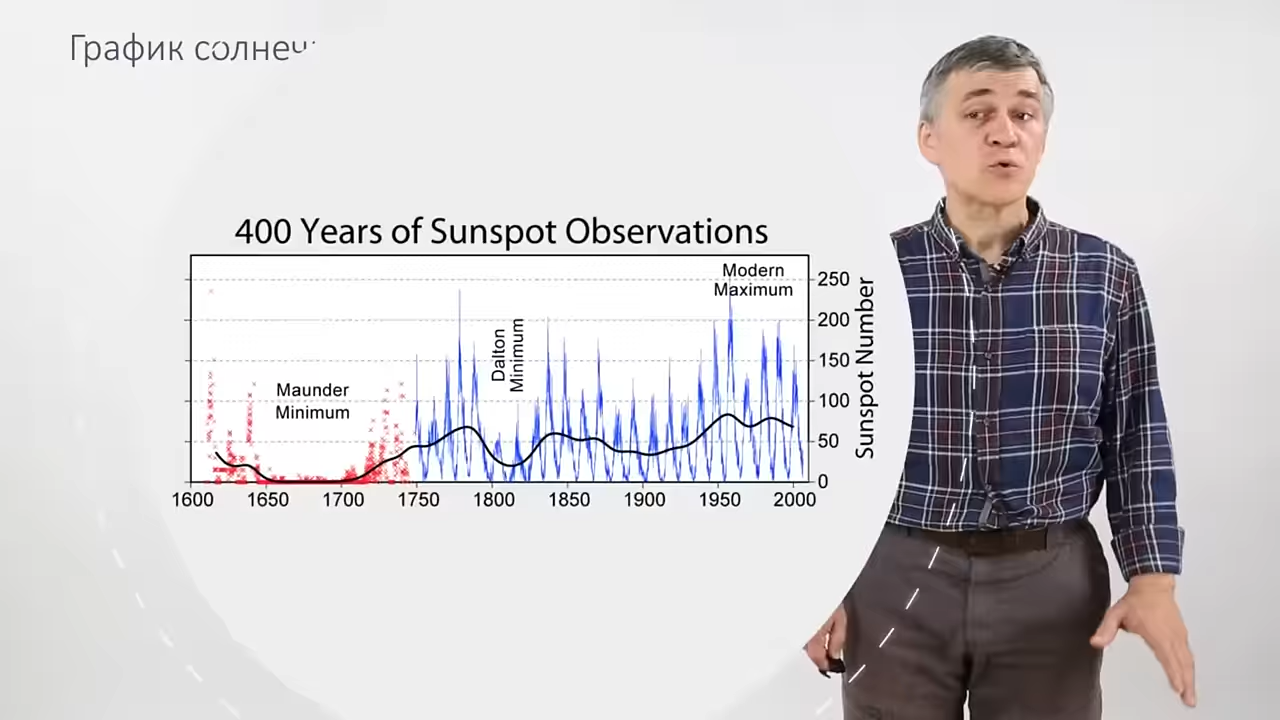 График солнеч
400 Years of Sunspot Observations
Modern
Maximum
Dalton
Minimum
Maunder
Minimum
250
200
150
100
50
0
Sunspot Number
1600 1650 1700 1750 1800 1850 1900 1950 2000